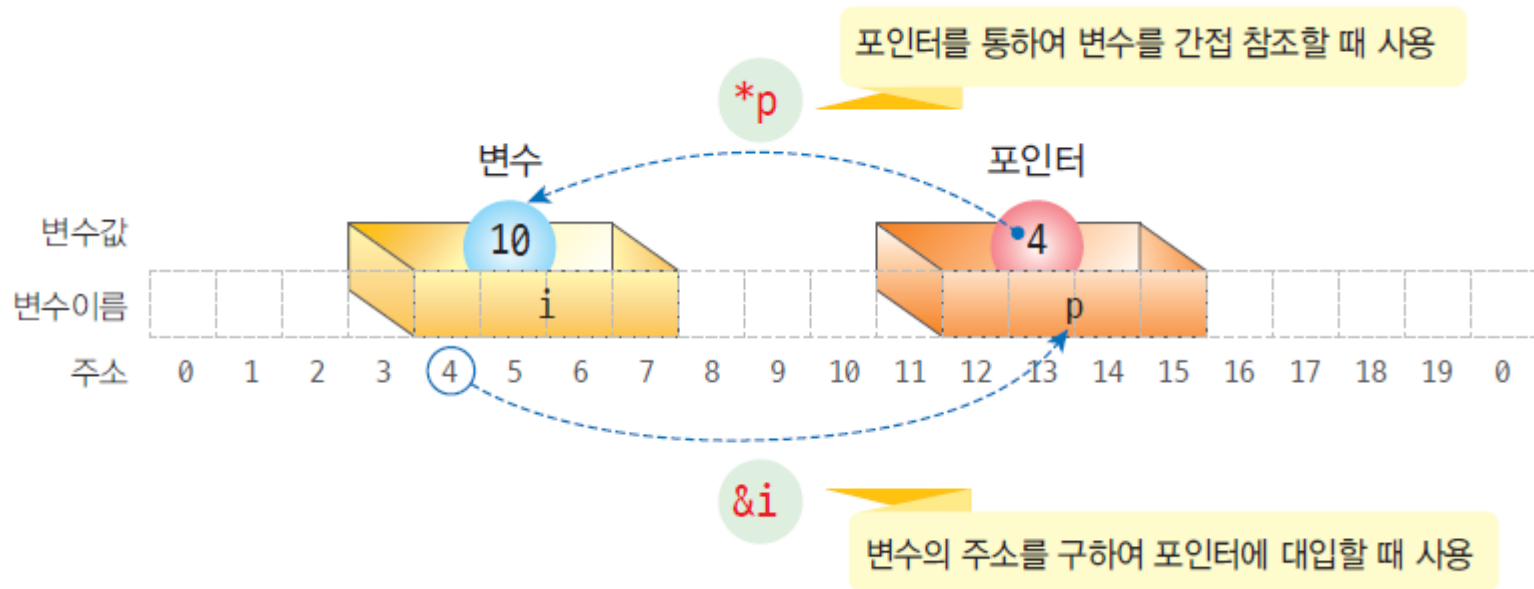 포인터를 통하여 변수를 간접 참조할 때 사용
*p
변수 포인터
변수값 10 4
변수이름 i p
주소 0 1 2 3 4 5 6 7 8 9 10 11 12 13 14 15 16 17 18 19 0
&i
변수의 주소를 구하여 포인터에 대입할 때 사용